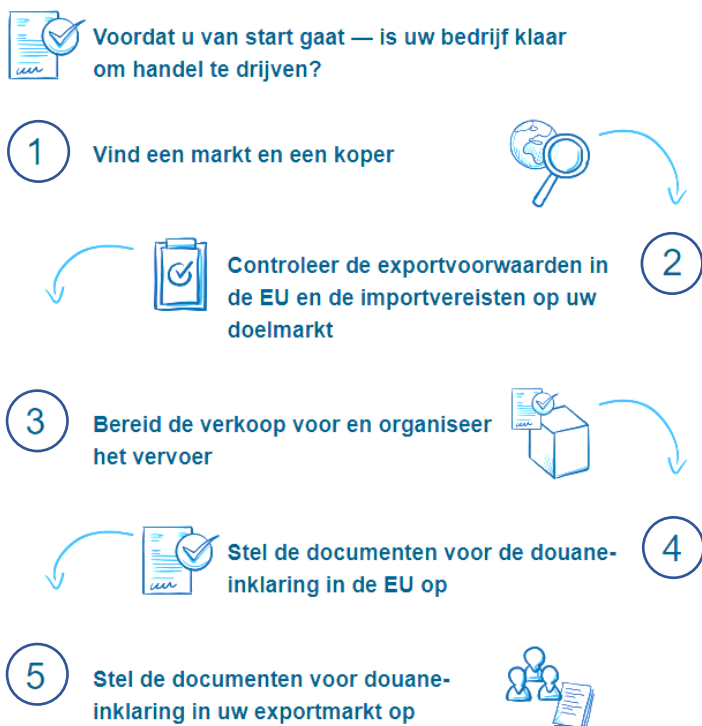 Voordat u van start gaat — is uw bedrijf klaar
om handel te drijven?
1
Vind een markt en een koper
2
Controleer de exportvoorwaarden in
de EU en de importvereisten op uw
doelmarkt
3
Bereid de verkoop voor en organiseer
het vervoer
4
Stel de documenten voor de douane-
inklaring in de EU op
5
Stel de documenten voor douane-
inklaring in uw exportmarkt op